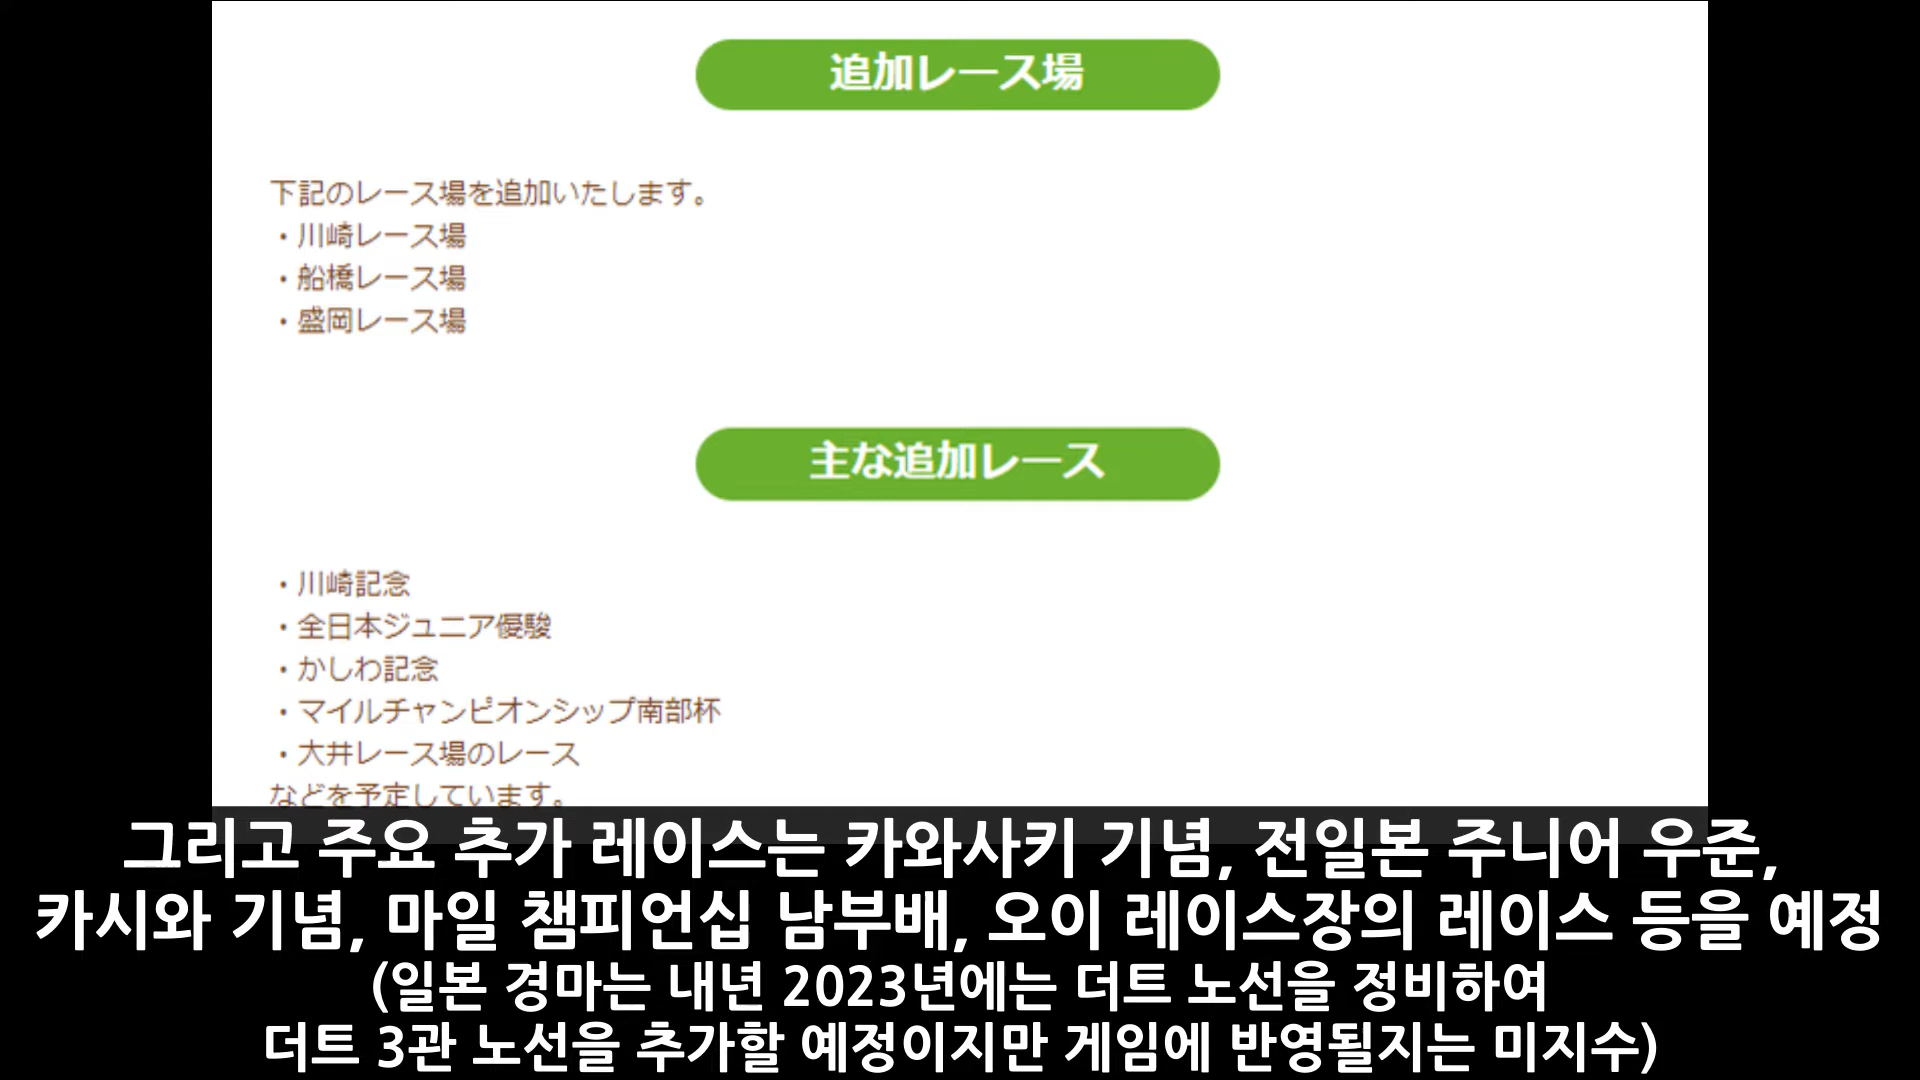 追加レース場
下記のレース場を追加いたします。
・川崎レース場
・船橋レース場
・盛岡レース場
主な追加レース
・川崎記念
・全日本ジュニア優駿
・かしわ記念
・マイルチャンピオンシップ南部杯
・大井レース場のレース
などを予定しています。
그리고 주요 추가 레이스는 카와사키 기념, 전일본 주니어 우준,
카시와 기념, 마일 챔피언십 남부배, 오이 레이스장의 레이스 등을 예정
(일본 경마는 내년 2023년에는 더트 노선을 정비하여
더트 3관 노선을 추가할 예정이지만 게임에 반영될지는 미지수)